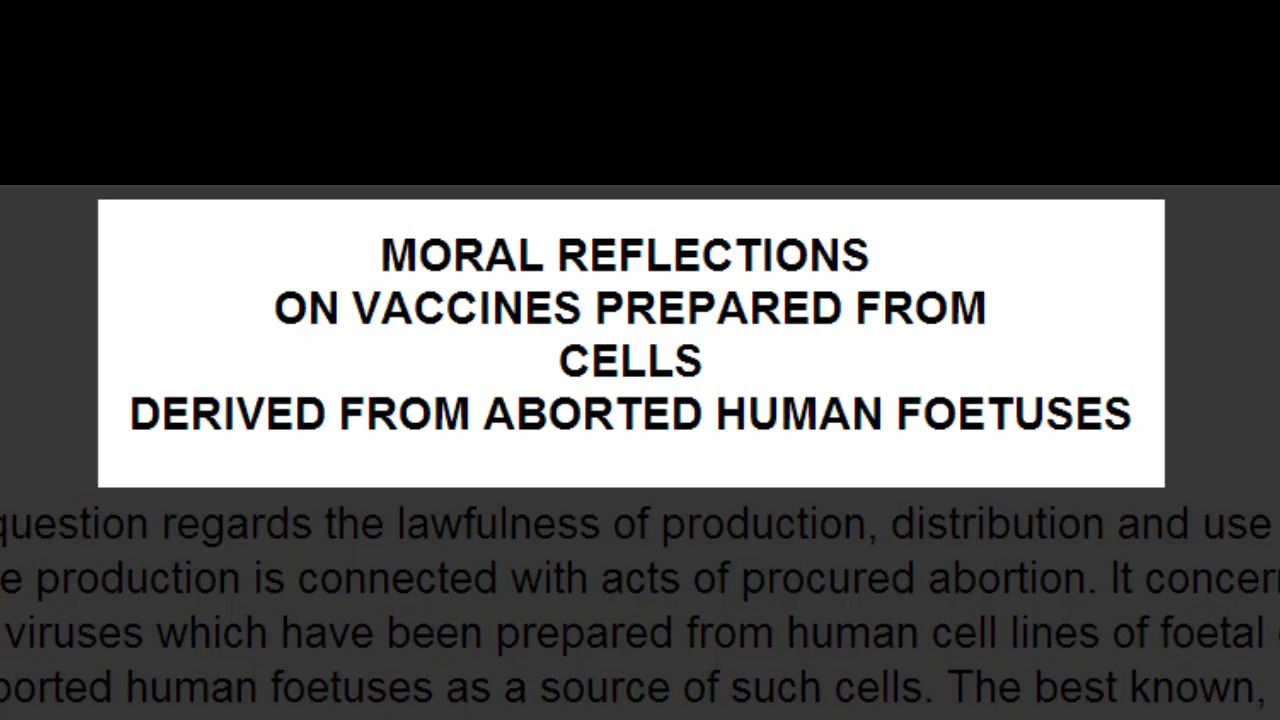 MORAL REFLECTIONS
ON VACCINES PREPARED FROM
CELLS
DERIVED FROM ABORTED HUMAN FOETUSES
question regards the lawfulness of production, distribution and use
production is connected with acts of procured abortion. It
viruses which have been prepared from human cell lines of foetal
human foetuses as a source of such cells. The best known,